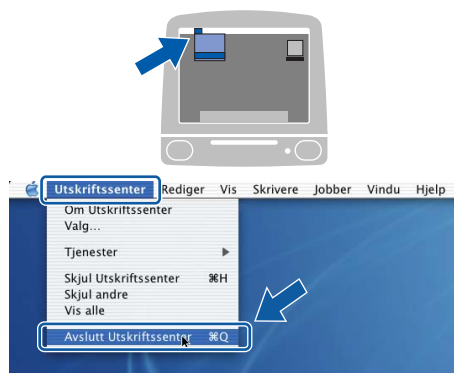 Utskriftssenter Rediger Vis Skrivere Jobber Vindu Hjelp
Om Utskriftssenter
Valg...
Tjenester
Skjul Utskriftssenter ⌘H
Skjul andre
Vis alle
Avslutt Utskriftssenter ⌘Q